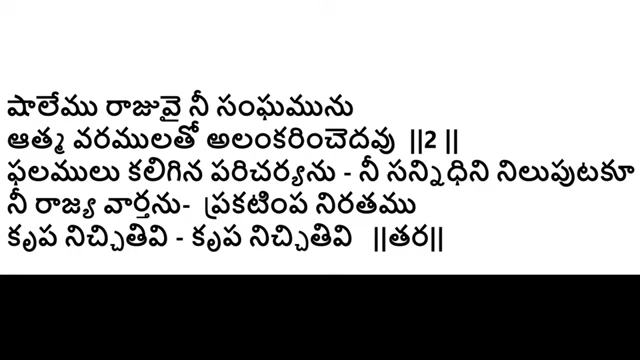 షాలేము రాజువై నీ సంఘమును
ఆత్మ వరములతో అలంకరించెదవు ||2 ||
ఫలములు కలిగిన పరిచర్యను - నీ సన్నిధిని నిలుపుటకూ
నీ రాజ్య వార్తను- ప్రకటింప నిరతము
కృప నిచ్చితివి - కృప నిచ్చితివి ||తర||